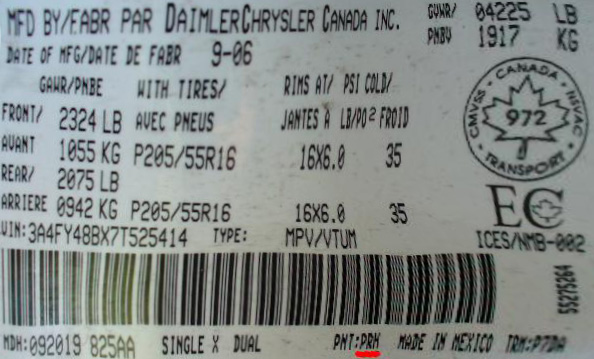 MFD BY/FABR PAR DAIMLERCHRYSLER CANADA INC. GVWR/ 04225 LB
DATE OF MFG/DATE DE FABR 9-06 PNBV 1917 KG
GAWR/PNBE WITH TIRES/ RIMS AT/ PSI COLD/
FRONT/ 2324 LB AVEC PNEUS JANTES A LB/PO2 FROID
AVANT 1055 KG P205/55R16 16X6.0 35
REAR/ 2075 LB
ARRIERE 0942 KG P205/55R16 16X6.0 35
CANADA
CMVSS NSVAC
972
TRANSPORT
EC
VIN:3A4FY48BX7T525414 TYPE: MPV/VTUM ICES/NMB-002
55275264
MDH:092019 825AA SINGLE X DUAL PNT:PRH MADE IN MEXICO TRM:P7DA